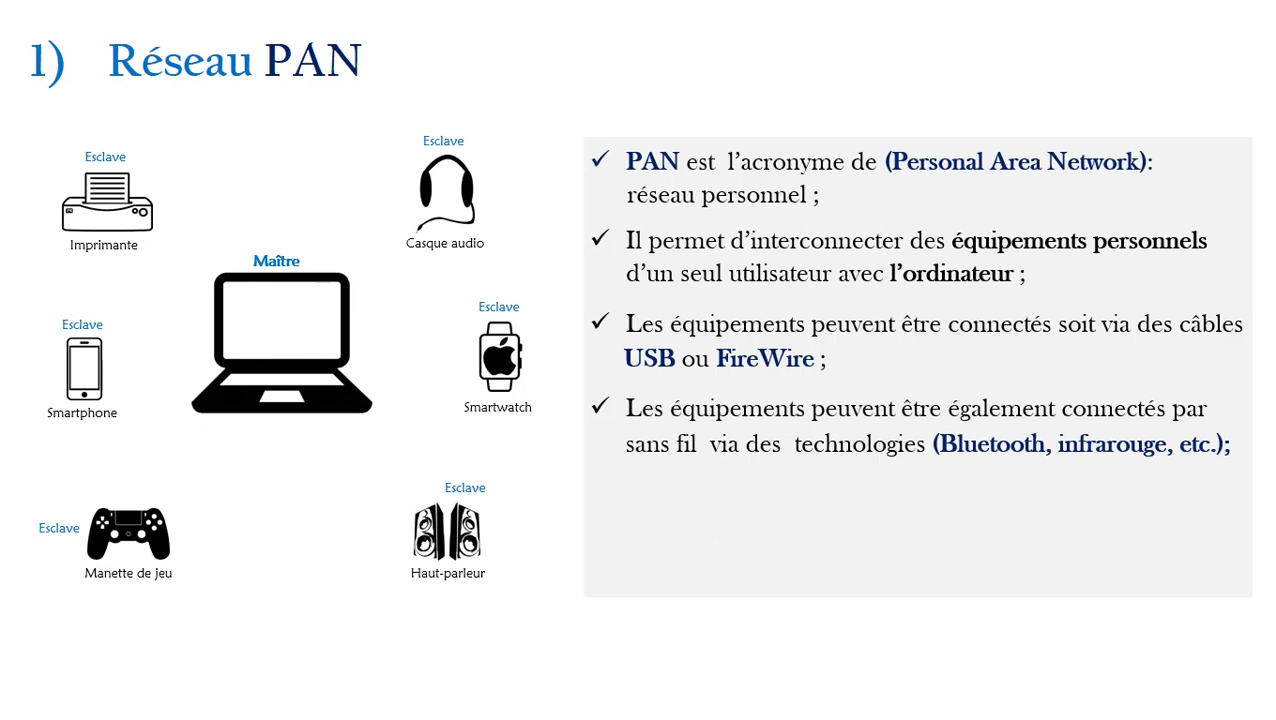 1) Réseau PAN
Esclave
Imprimante
Esclave
Casque audio
Maître
Esclave
Smartphone
Esclave
Smartwatch
Esclave
Manette de jeu
Esclave
Haut-parleur
✓ PAN est l’acronyme de (Personal Area Network):
réseau personnel ;
✓ Il permet d’interconnecter des équipements personnels
d’un seul utilisateur avec l’ordinateur ;
✓ Les équipements peuvent être connectés soit via des câbles
USB ou FireWire ;
✓ Les équipements peuvent être également connectés par
sans fil via des technologies (Bluetooth, infrarouge, etc.);